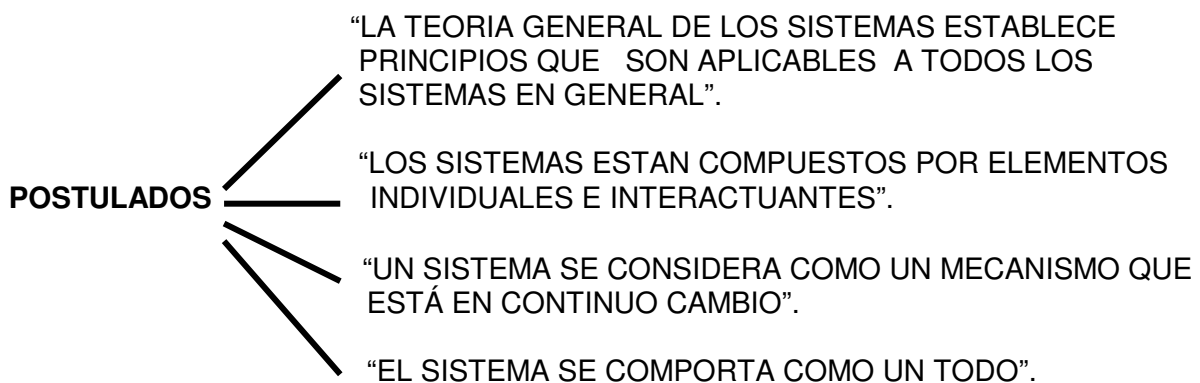 “LA TEORIA GENERAL DE LOS SISTEMAS ESTABLECE
PRINCIPIOS QUE SON APLICABLES A TODOS LOS
SISTEMAS EN GENERAL”.
“LOS SISTEMAS ESTAN COMPUESTOS POR ELEMENTOS
POSTULADOS
INDIVIDUALES E INTERACTUANTES”.
“UN SISTEMA SE CONSIDERA COMO UN MECANISMO QUE
ESTÁ EN CONTINUO CAMBIO”.
“EL SISTEMA SE COMPORTA COMO UN TODO”.